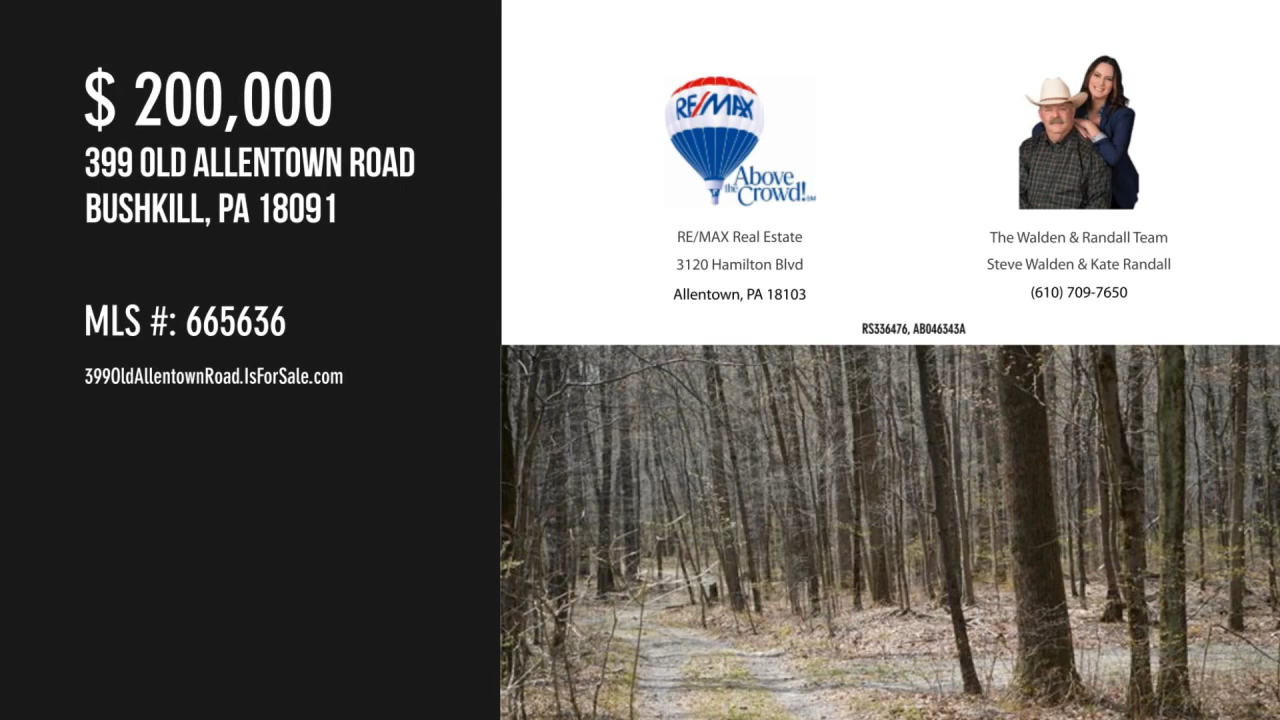 $ 200,000
399 OLD ALLENTOWN ROAD
BUSHKILL, PA 18091
MLS #: 665636
399OldAllentownRoad.IsForSale.com
RE/MAX
Above
the Crowd!
RE/MAX Real Estate
3120 Hamilton Blvd
Allentown, PA 18103
The Walden & Randall Team
Steve Walden & Kate Randall
(610) 709-7650
RS336476, AB046343A